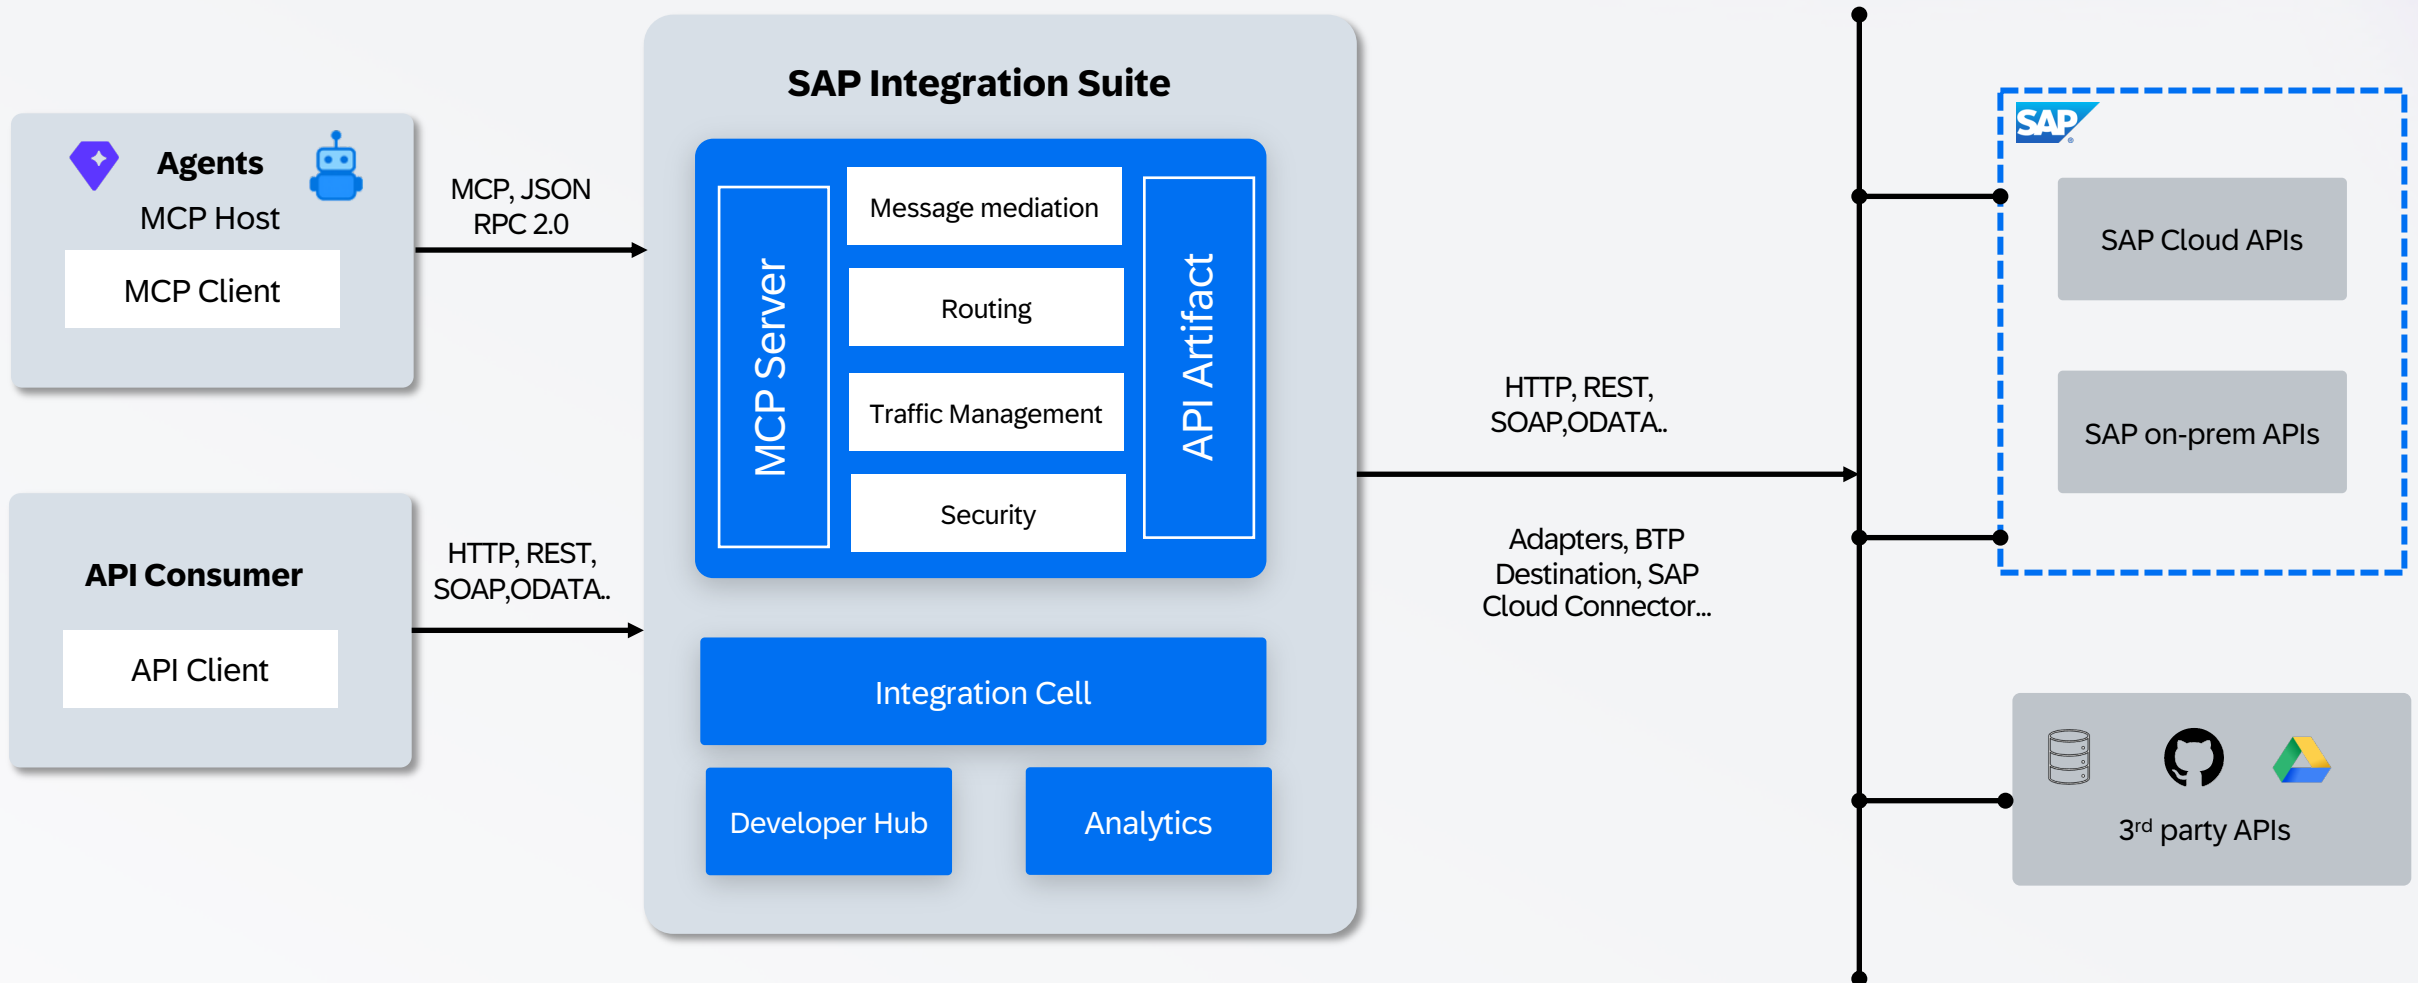 Agents
MCP Host
MCP Client
MCP, JSON
RPC 2.0
API Consumer
API Client
HTTP, REST,
SOAP,ODATA..
SAP Integration Suite
MCP Server
Message mediation
Routing
Traffic Management
Security
API Artifact
Integration Cell
Developer Hub
Analytics
HTTP, REST,
SOAP,ODATA..
Adapters, BTP
Destination, SAP
Cloud Connector...
SAP®
SAP Cloud APIs
SAP on-prem APIs
3rd party APIs